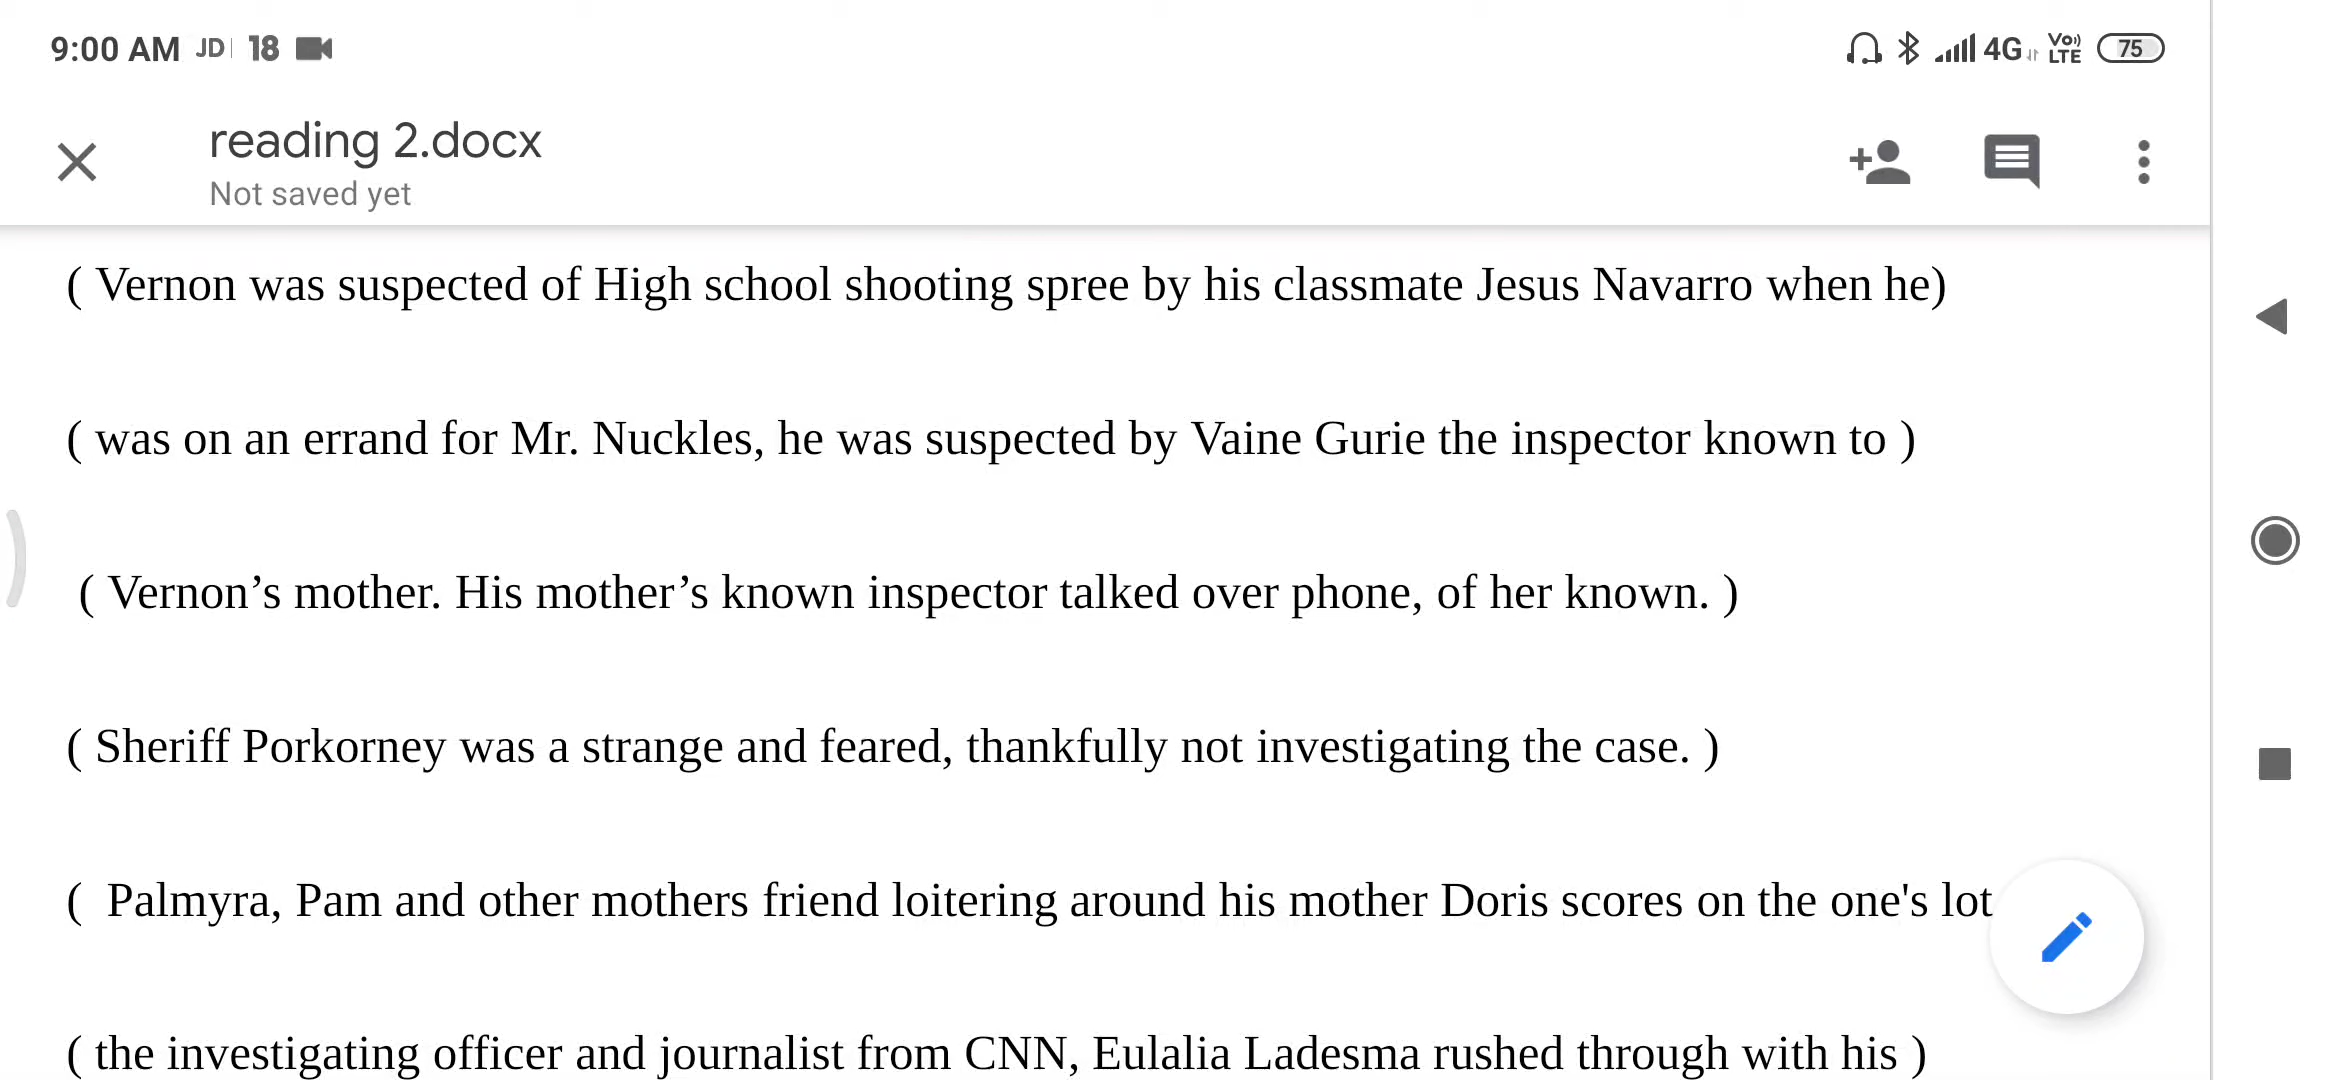 9:00 AM JD 18 4G Vo) LTE 75
reading 2.docx
Not saved yet
( Vernon was suspected of High school shooting spree by his classmate Jesus Navarro when he)
( was on an errand for Mr. Nuckles, he was suspected by Vaine Gurie the inspector known to )
( Vernon’s mother. His mother’s known inspector talked over phone, of her known. )
( Sheriff Porkorney was a strange and feared, thankfully not investigating the case. )
( Palmyra, Pam and other mothers friend loitering around his mother Doris scores on the one's lot
( the investigating officer and journalist from CNN, Eulalia Ladesma rushed through with his )